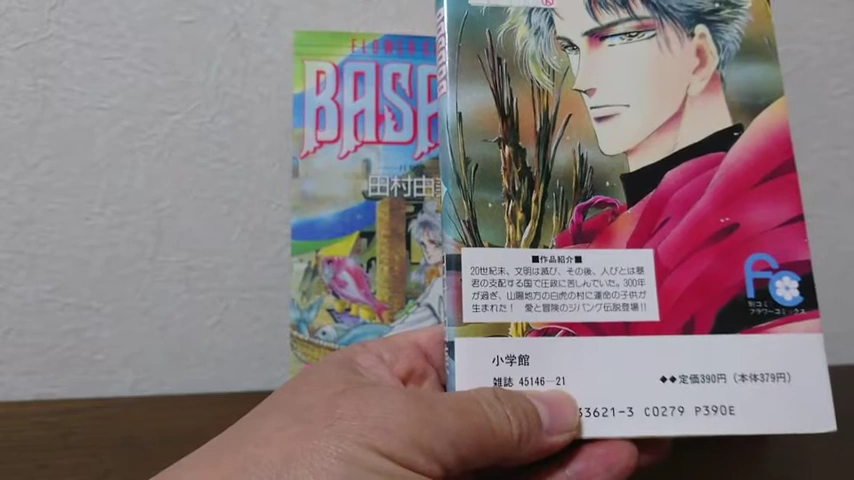 FLOWER C
BASA
田村由
■作品紹介■
20世紀末、文明は滅び、その後、人びとは暴
君の支配する国で圧政に苦しんでいた。300年
が過ぎ、山陽地方の白虎の村に運命の子供が
生まれた! 愛と冒険のジパング伝説登場!!
FC
別コミ
フラワーコミックス
小学館
雑誌 45146-21
◆◆定価390円(本体379円)
33621-3 C0279 P390E